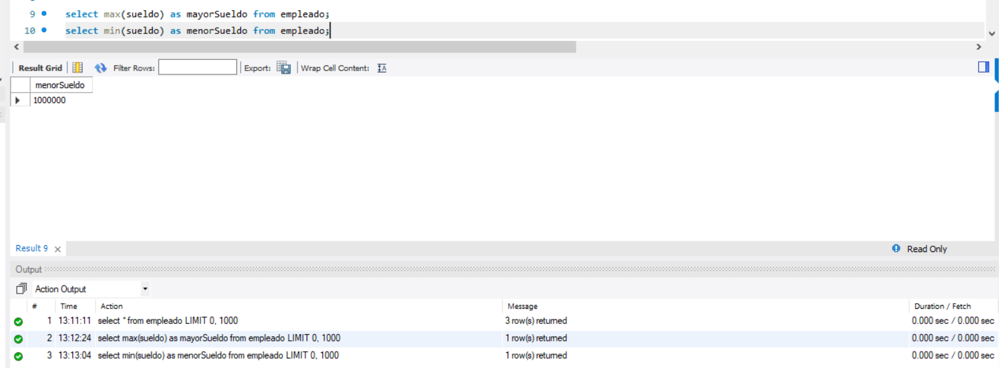 9 select max(sueldo) as mayorSueldo from empleado;
10 select min(sueldo) as menorSueldo from empleado;
Result Grid Filter Rows: Export: Wrap Cell Content: IA
menorSueldo
1000000
Result 9 Read Only
Output
Action Output
# Time Action Message Duration / Fetch
1 13:11:11 select * from empleado LIMIT 0, 1000 3 row(s) returned 0.000 sec / 0.000 sec
2 13:12:24 select max(sueldo) as mayorSueldo from empleado LIMIT 0, 1000 1 row(s) returned 0.000 sec / 0.000 sec
3 13:13:04 select min(sueldo) as menorSueldo from empleado LIMIT 0, 1000 1 row(s) returned 0.000 sec / 0.000 sec